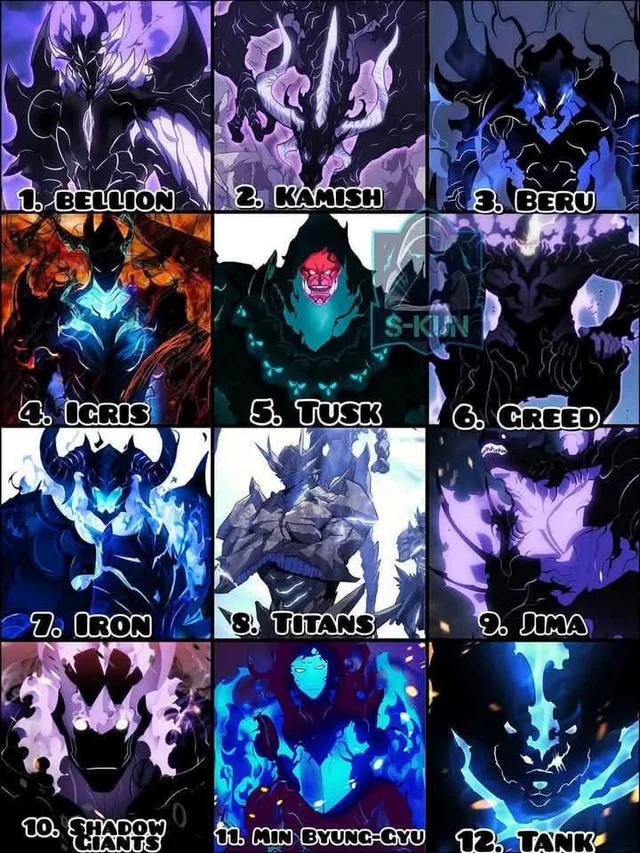 1. BELLION
2. KAMISH
3. BERU
S-KUN
4. IGRIS
5. TUSK
6. GREED
7. IRON
8. TITANS
9. JIMA
10. SHADOW
GIANTS
11. MIN BYUNG-GYU
12. TANK